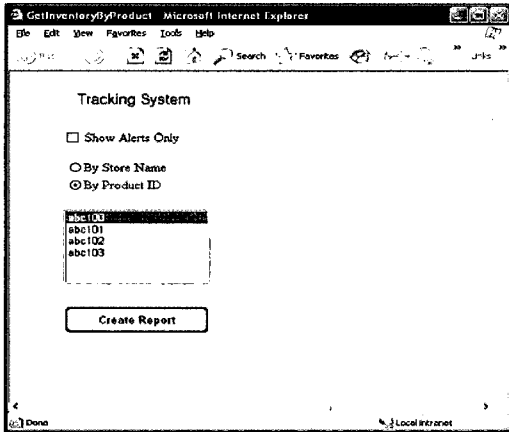 GetInventoryByProduct Microsoft Internet Explorer
File Edit View Favorites Tools Help
Search Favorites
Tracking System
Show Alerts Only
By Store Name
By Product ID
abc100
abc101
abc102
abc103
Create Report
Done Local intranet